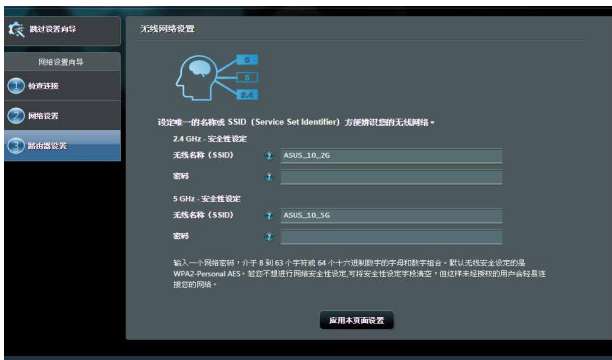 跳过设置向导
网络设置向导
1 检查连接
2 网络设置
3 路由器设置
无线网络设置
5
5
2.4
设定唯一的名称或 SSID（Service Set Identifier）方便辨识您的无线网络。
2.4 GHz - 安全性设定
无线名称（SSID） ? ASUS_10_2G
密码 ?
5 GHz - 安全性设定
无线名称（SSID） ? ASUS_10_5G
密码 ?
输入一个网络密码，介于 8 到 63 个字符或 64 个十六进制数字的字母和数字组合。默认无线安全设定的是
WPA2-Personal AES。若您不想进行网络安全性设定,可将安全性设定字段清空，但这样未经授权的用户会轻易连
接您的网络。
应用本页面设置